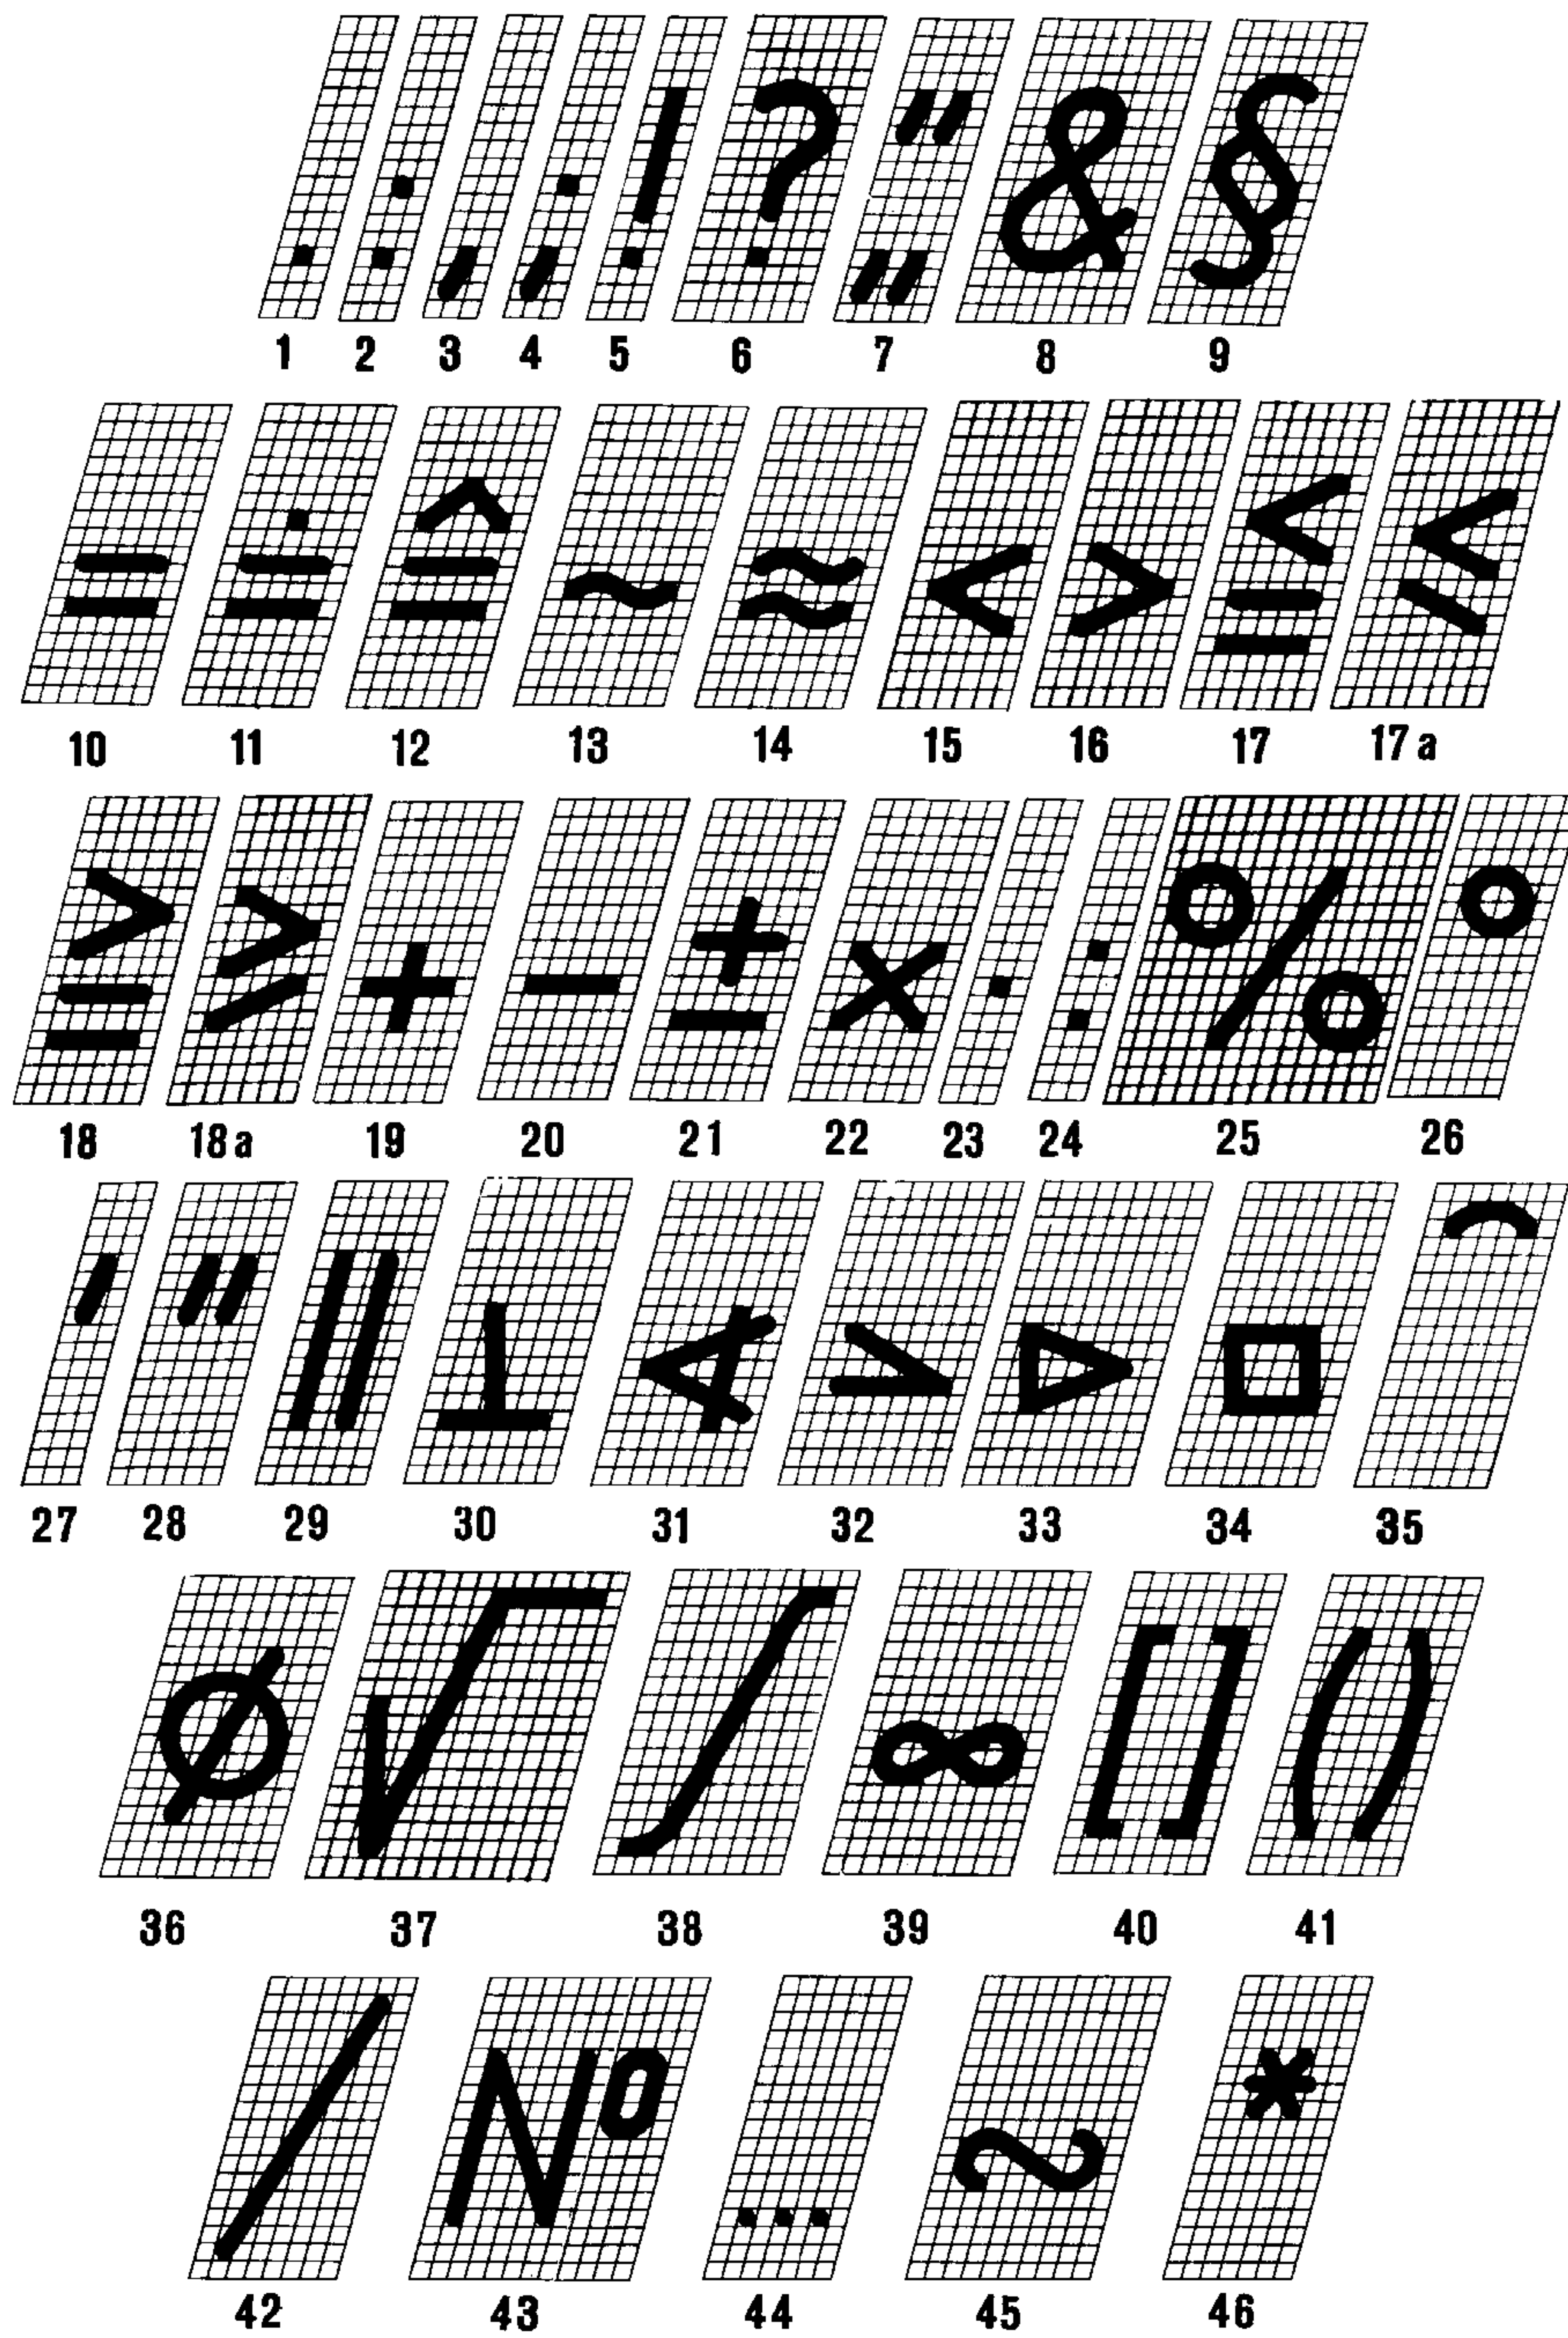 . : , ; ! ? " „ & §
1 2 3 4 5 6 7 8 9
= ≐ ≙ ~ ≈ < > ≦ ⩽
10 11 12 13 14 15 16 17 17a
≧ ⩾ + − ± × · : % °
18 18a 19 20 21 22 23 24 25 26
′ ″ ∥ ⊥ ∢ > ▷ □ ⌒
27 28 29 30 31 32 33 34 35
∅ √ ∫ ∞ [ ] ( )
36 37 38 39 40 41
/ № ... ∾ *
42 43 44 45 46